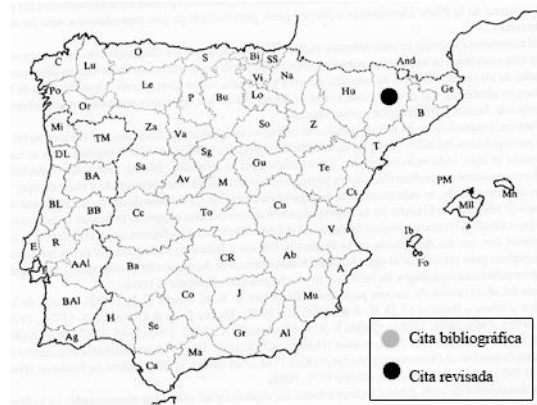 C
O
S
Bi
SS
And
Lu
Vi
Na
Ge
Po
Le
P
Bu
Lo
Hu
B
Or
Mi
TM
Za
Va
So
Z
T
DL
Sg
Sa
Av
M
Gu
Te
BA
Cs
PM
Mn
Mll
BL
BB
Cc
To
Cu
V
Ib
Fo
E
R
AAl
Ba
CR
Ab
A
BAl
Co
J
Mu
H
Se
Gr
Al
Ag
Ca
Ma
Cita bibliográfica
Cita revisada